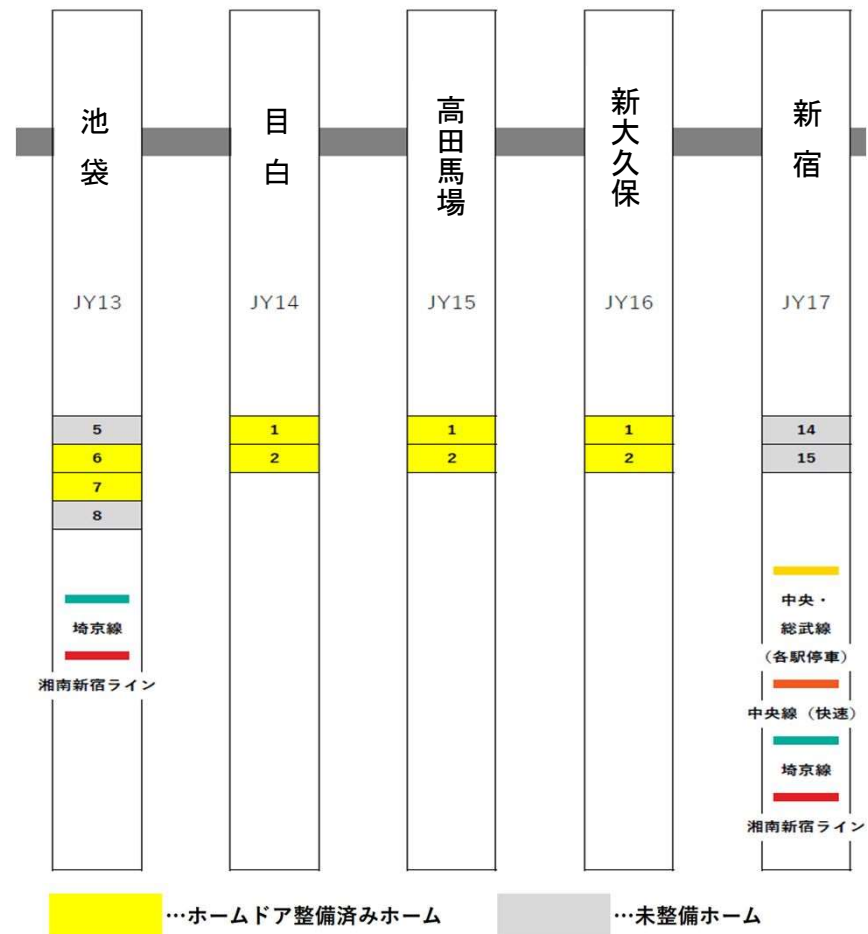 池袋
目白
高田馬場
新大久保
新宿
JY13
JY14
JY15
JY16
JY17
5
6
7
8
1
2
1
2
1
2
14
15
埼京線
湘南新宿ライン
中央・
総武線
（各駅停車）
中央線（快速）
埼京線
湘南新宿ライン
…ホームドア整備済みホーム
…未整備ホーム